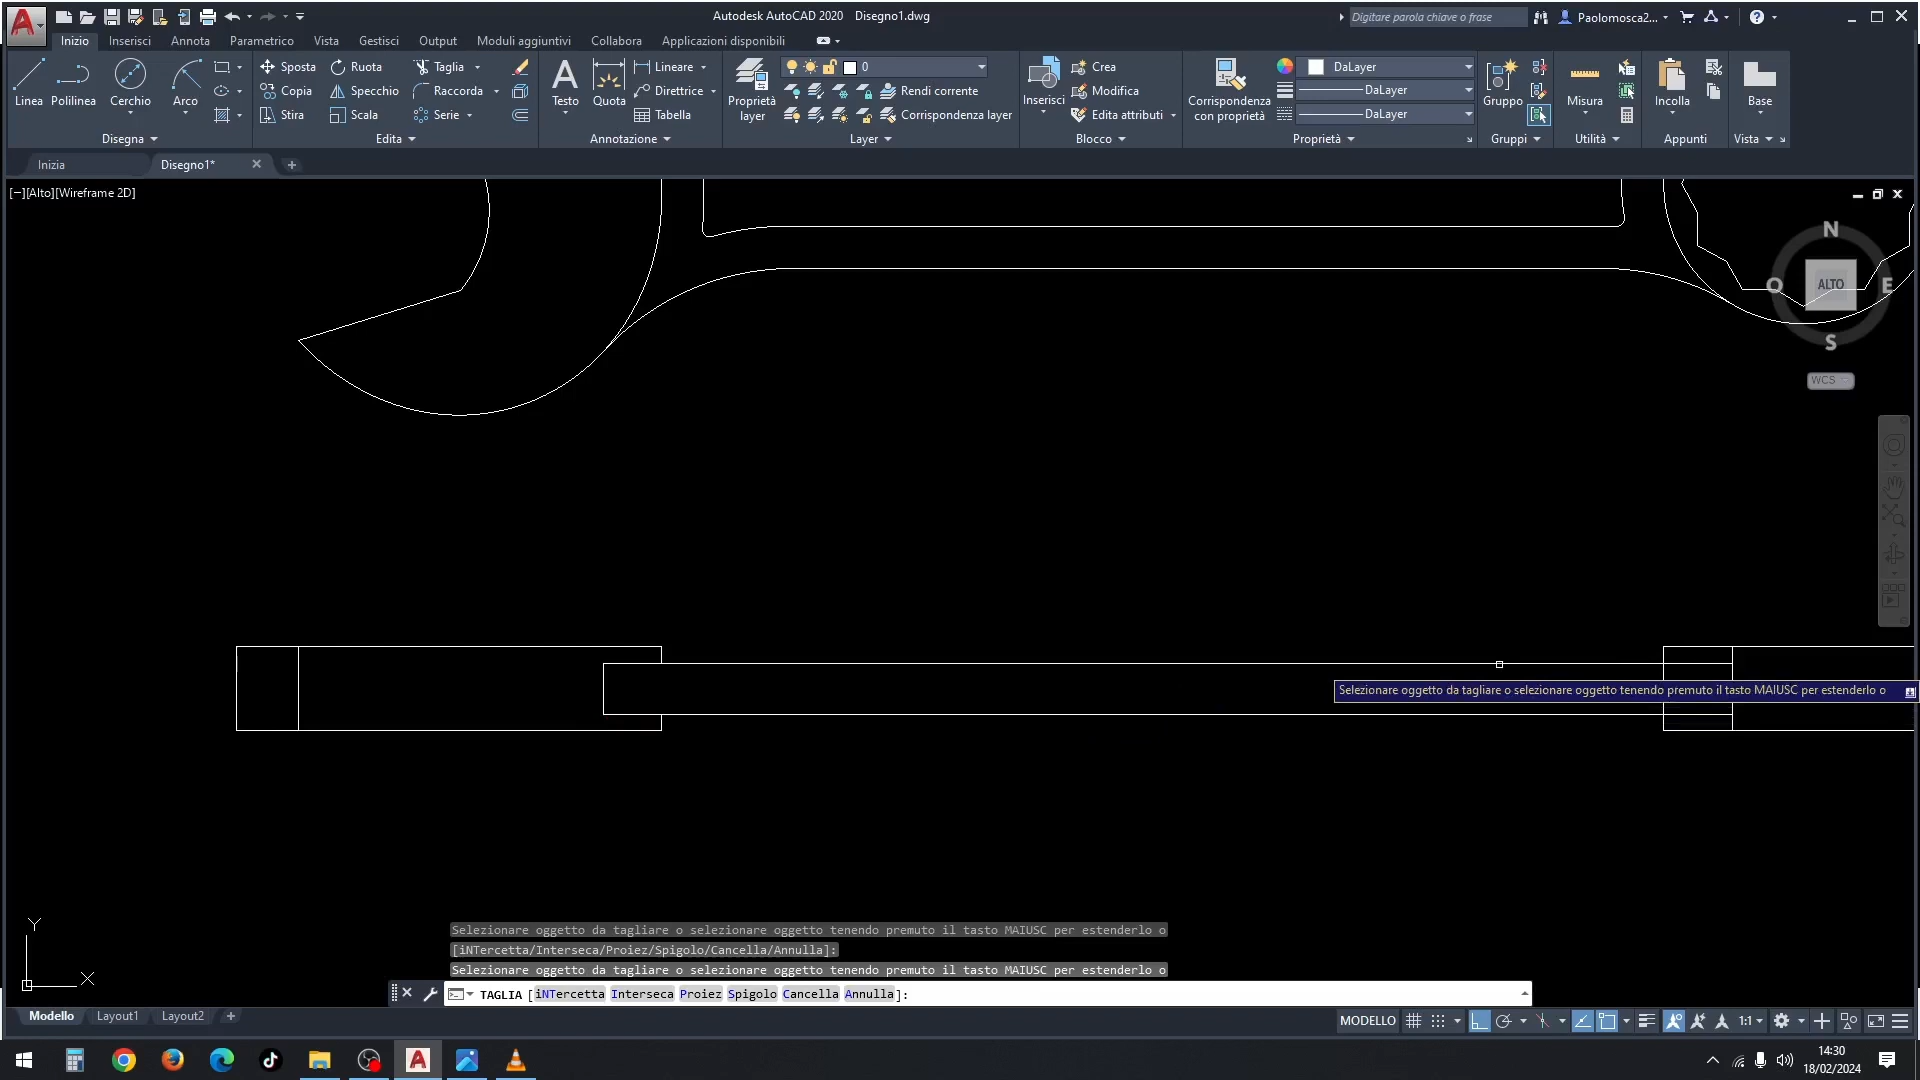 Autodesk AutoCAD 2020 Disegno1.dwg
Digitare parola chiave o frase
Paolomosca2...
Inizio Inserisci Annota Parametrico Vista Gestisci Output Moduli aggiuntivi Collabora Applicazioni disponibili
Linea Polilinea Cerchio Arco
Disegna
Sposta Ruota Taglia
Copia Specchio Raccorda
Stira Scala Serie
Edita
Testo Quota
Lineare
Direttrice
Tabella
Annotazione
Proprietà
layer
0
Rendi corrente
Corrispondenza layer
Layer
Inserisci
Crea
Modifica
Edita attributi
Blocco
Corrispondenza
con proprietà
DaLayer
DaLayer
DaLayer
Proprietà
Gruppo
Gruppi
Misura
Utilità
Incolla
Appunti
Base
Vista
Inizia Disegno1*
[−][Alto][Wireframe 2D]
N
O ALTO E
S
WCS
Selezionare oggetto da tagliare o selezionare oggetto tenendo premuto il tasto MAIUSC per estenderlo o
Y
X
Selezionare oggetto da tagliare o selezionare oggetto tenendo premuto il tasto MAIUSC per estenderlo o
[iNTercetta/Interseca/Proiez/Spigolo/Cancella/Annulla]:
Selezionare oggetto da tagliare o selezionare oggetto tenendo premuto il tasto MAIUSC per estenderlo o
TAGLIA [iNTercetta Interseca Proiez Spigolo Cancella Annulla]:
Modello Layout1 Layout2
MODELLO
1:1
14:30
18/02/2024